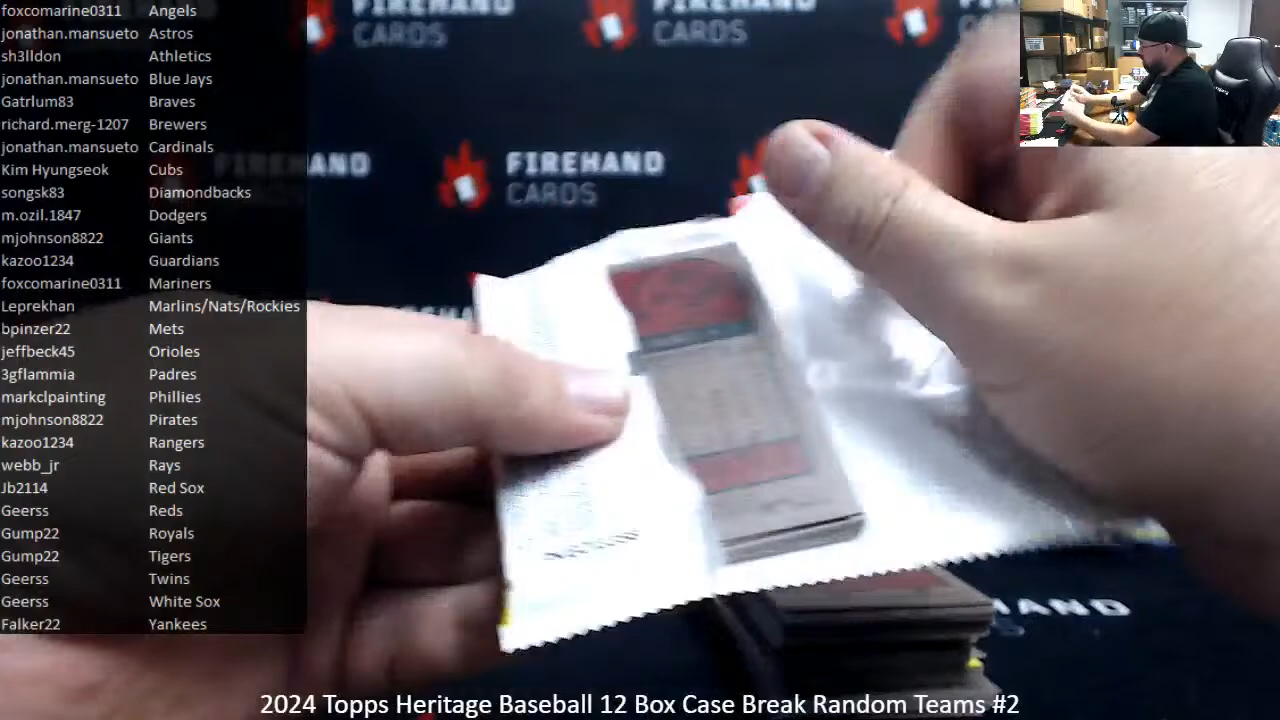 foxcomarine0311 Angels
jonathan.mansueto Astros
sh3lldon Athletics
jonathan.mansueto Blue Jays
Gatrlum83 Braves
richard.merg-1207 Brewers
jonathan.mansueto Cardinals
Kim Hyungseok Cubs
songsk83 Diamondbacks
m.ozil.1847 Dodgers
mjohnson8822 Giants
kazoo1234 Guardians
foxcomarine0311 Mariners
Leprekhan Marlins/Nats/Rockies
bpinzer22 Mets
jeffbeck45 Orioles
3gflammia Padres
markclpainting Phillies
mjohnson8822 Pirates
kazoo1234 Rangers
webb_jr Rays
Jb2114 Red Sox
Geerss Reds
Gump22 Royals
Gump22 Tigers
Geerss Twins
Geerss White Sox
Falker22 Yankees
FIREHAND
CARDS
FIREHAND
CARDS
FIREHAND
CARDS
2024 Topps Heritage Baseball 12 Box Case Break Random Teams #2